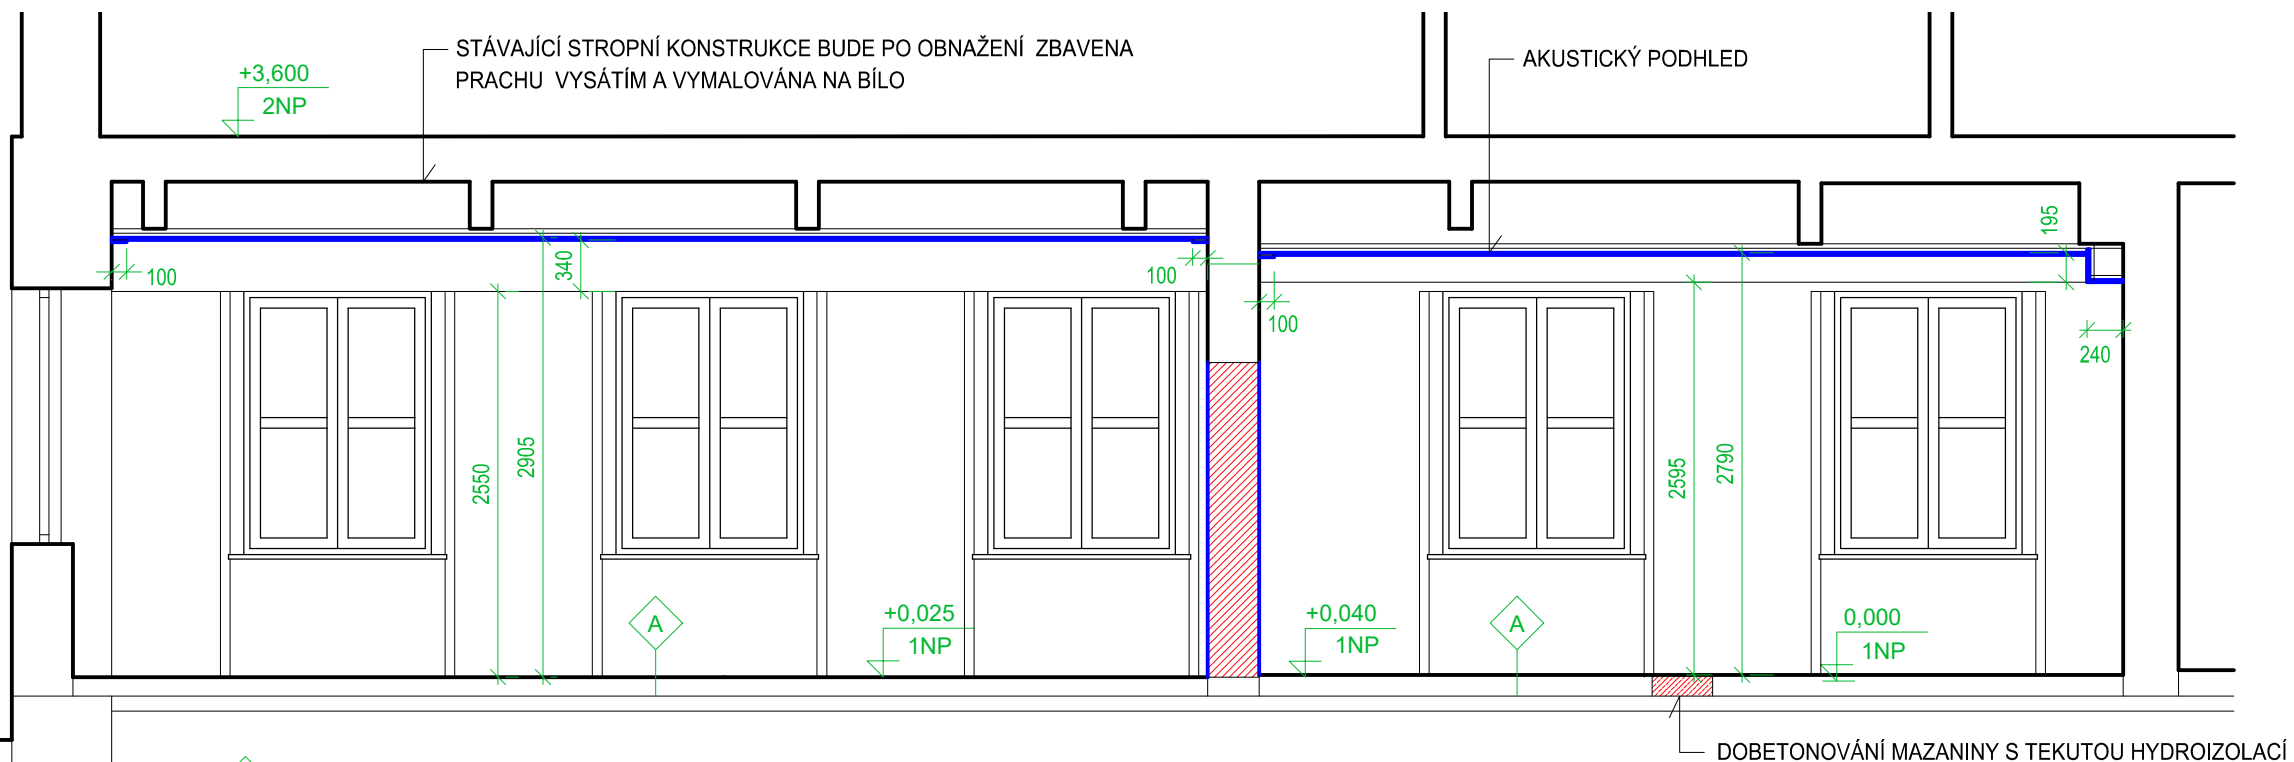 STÁVAJÍCÍ STROPNÍ KONSTRUKCE BUDE PO OBNAŽENÍ ZBAVENA
PRACHU VYSÁTÍM A VYMALOVÁNA NA BÍLO
AKUSTICKÝ PODHLED
+3,600
2NP
195
340
100
100
100
240
2550
2905
2595
2790
A
+0,025
1NP
+0,040
1NP
A
0,000
1NP
DOBETONOVÁNÍ MAZANINY S TEKUTOU HYDROIZOLACÍ